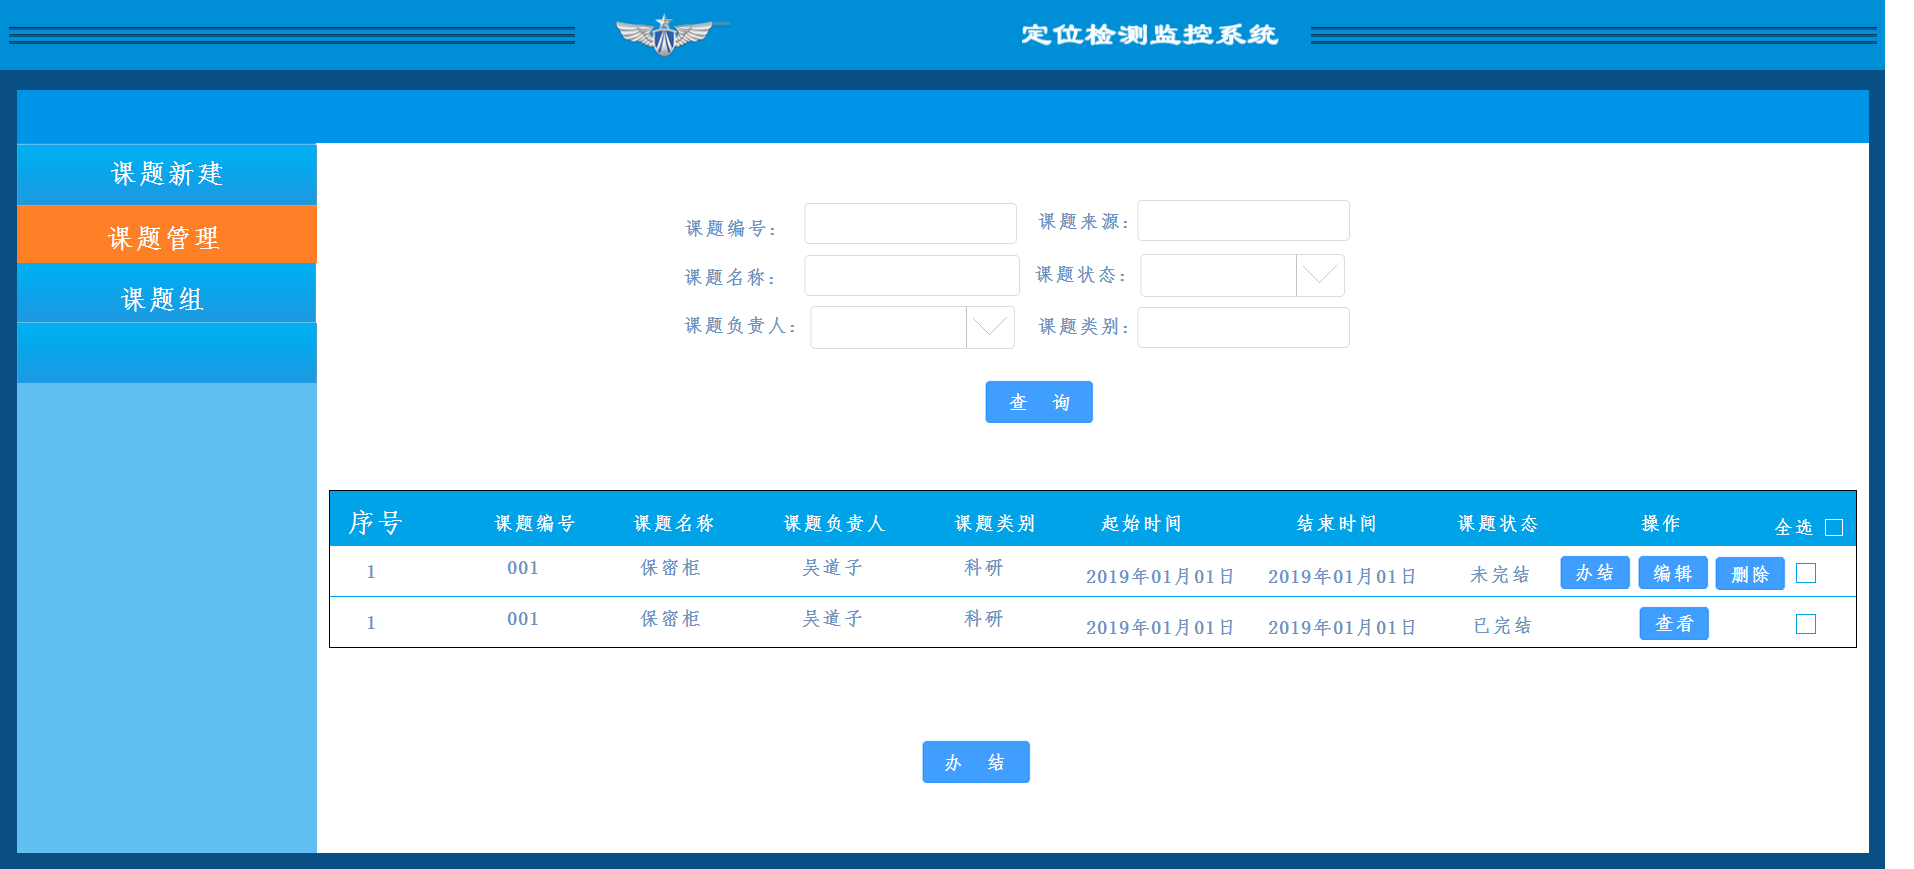 定位检测监控系统
课题新建
课题管理
课题组
课题编号： 课题来源：
课题名称： 课题状态：
课题负责人： 课题类别：
查 询
序号 课题编号 课题名称 课题负责人 课题类别 起始时间 结束时间 课题状态 操作 全选
1 001 保密柜 吴道子 科研 2019年01月01日 2019年01月01日 未完结 办结 编辑 删除
1 001 保密柜 吴道子 科研 2019年01月01日 2019年01月01日 已完结 查看
办 结